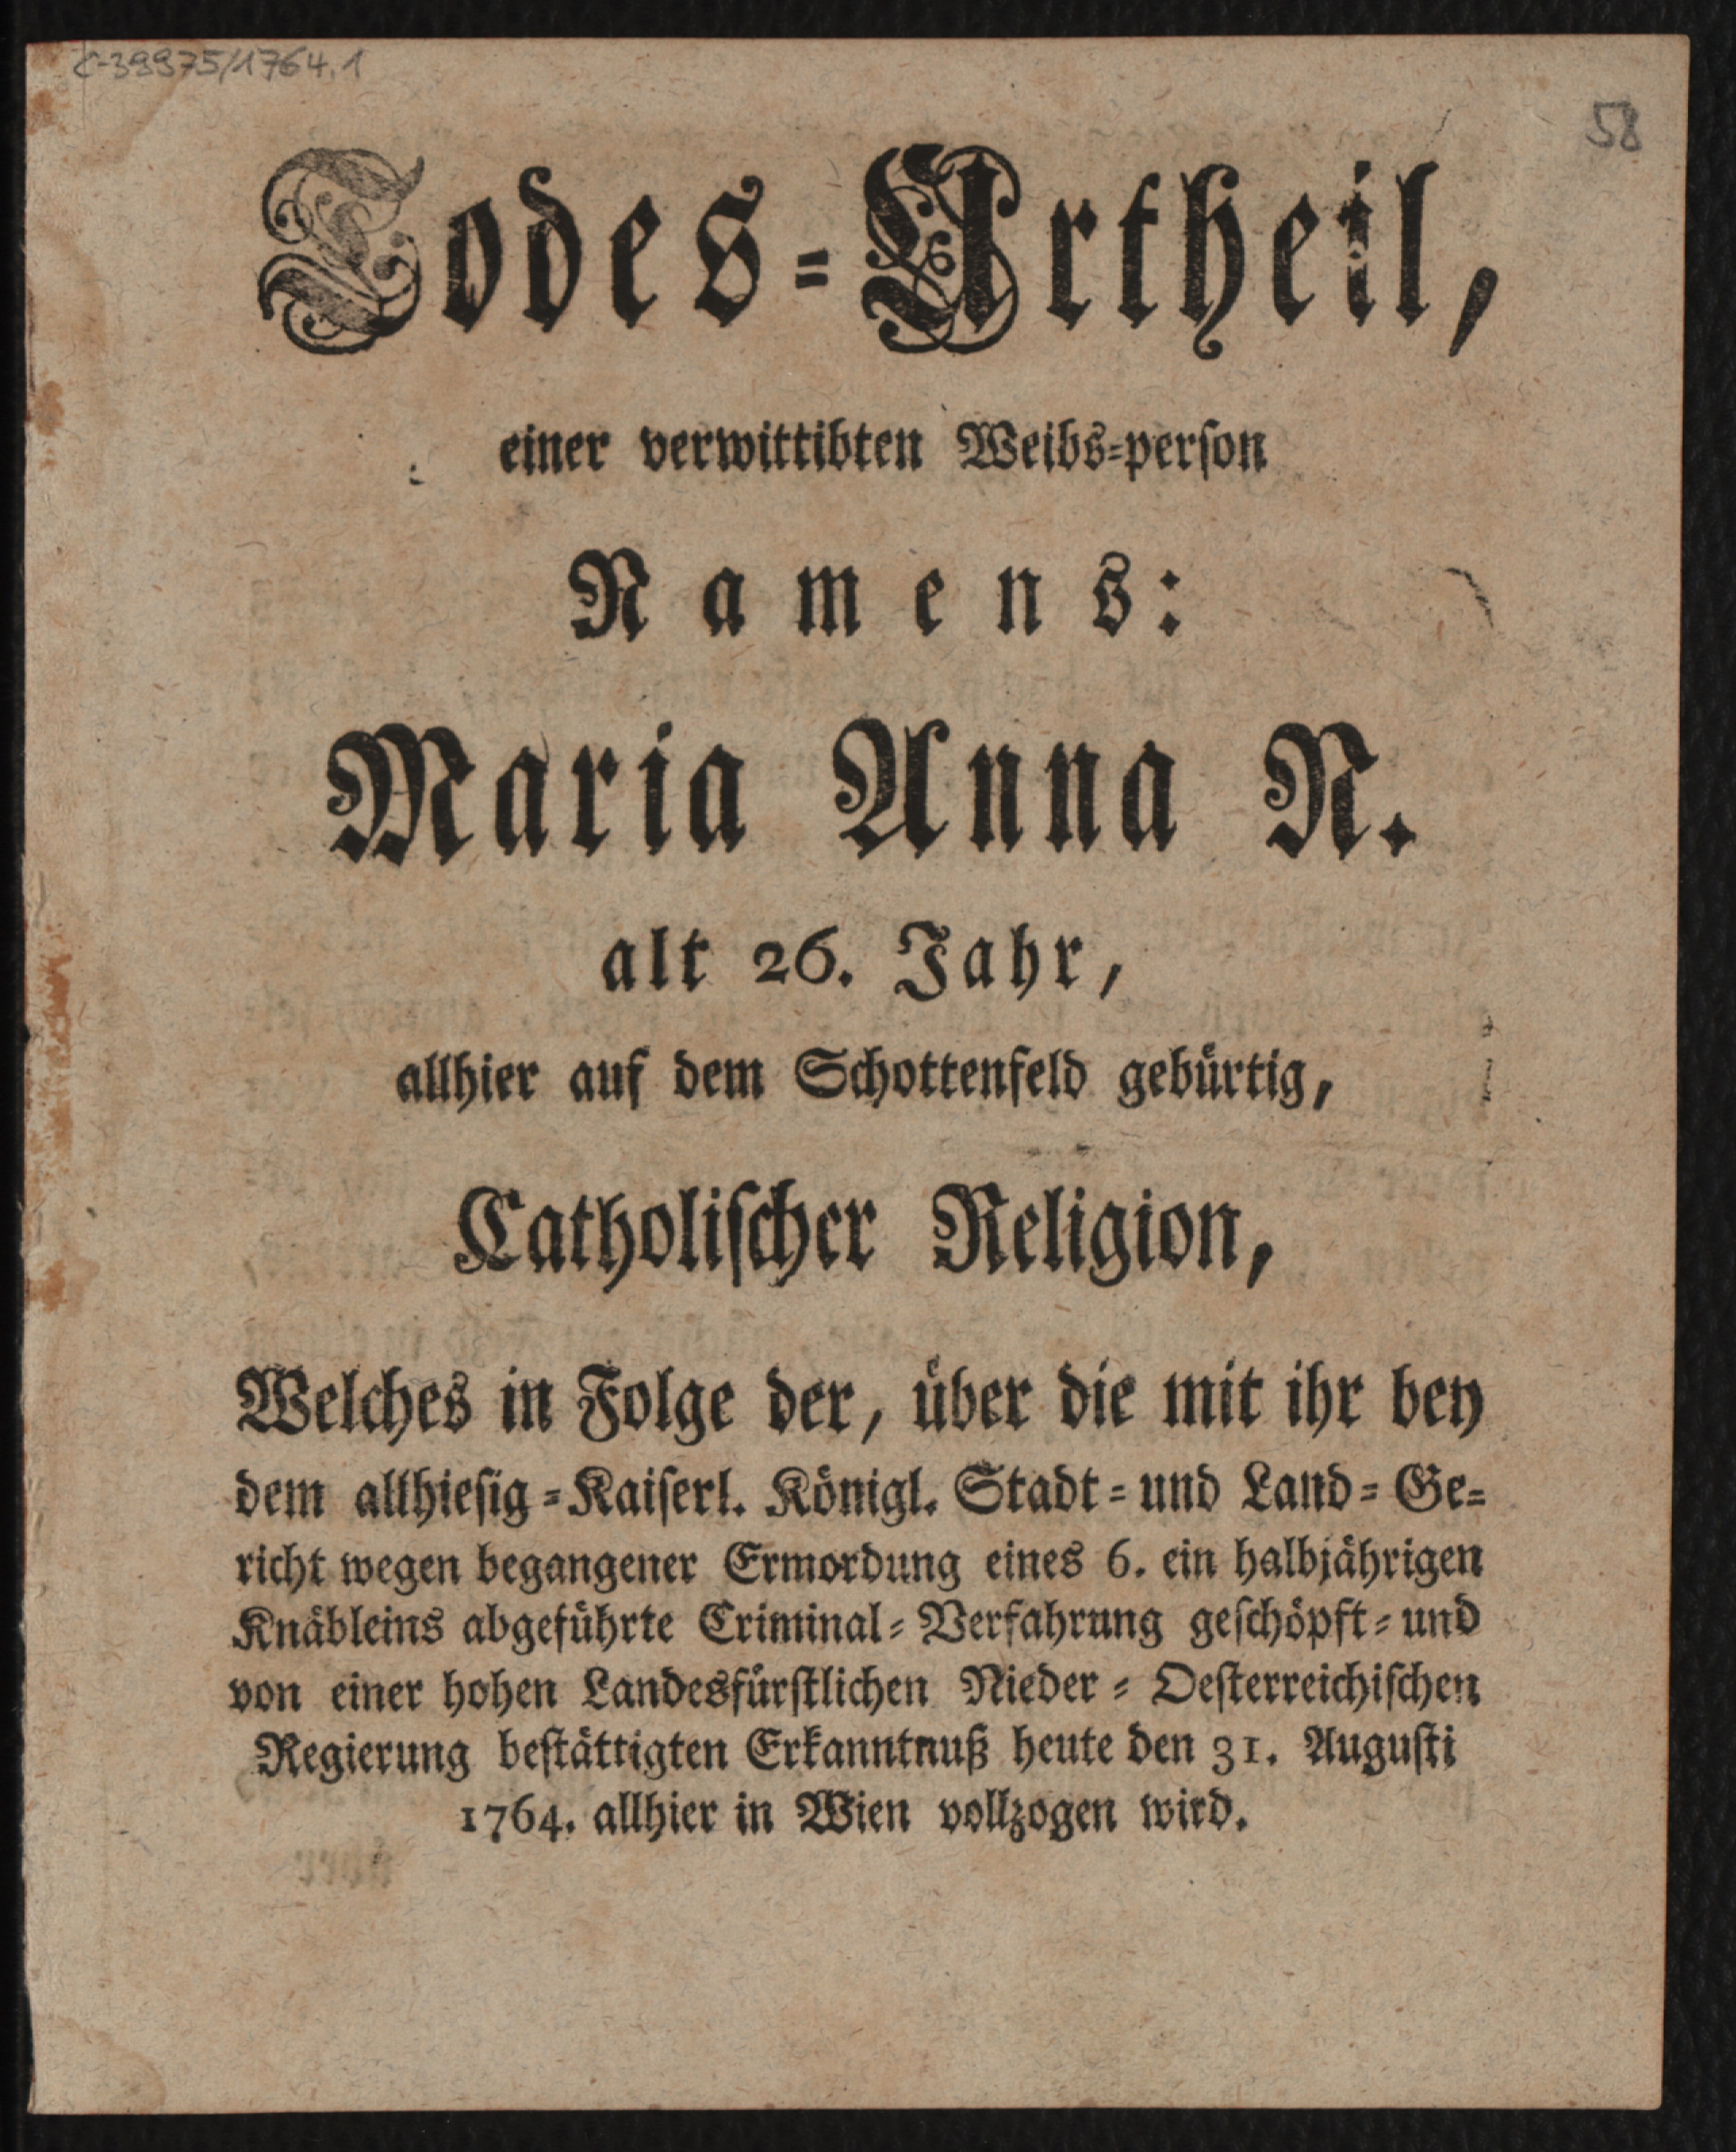 C-39975/1764,1
58
Todes=Urtheil,
einer verwittibten Weibs=person
Namens:
Maria Anna N.
alt 26. Jahr,
allhier auf dem Schottenfeld gebürtig,
Catholischer Religion,
Welches in Folge der, über die mit ihr bey
dem allhiesig=Kaiserl. Königl. Stadt= und Land=Ge=
richt wegen begangener Ermordung eines 6. ein halbjährigen
Knäbleins abgeführte Criminal=Verfahrung geschöpft= und
von einer hohen Landesfürstlichen Nieder=Oesterreichischen
Regierung bestättigten Erkanntnuß heute den 31. Augusti
1764. allhier in Wien vollzogen wird.